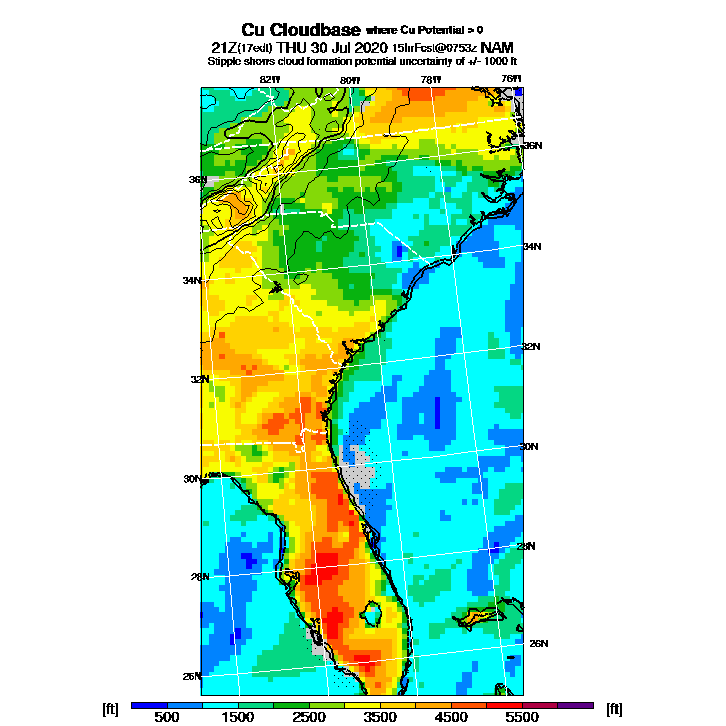 Cu Cloudbase where Cu Potential > 0
21Z(17edt) THU 30 Jul 2020 15hrFcst@0753z NAM
Stipple shows cloud formation potential uncertainty of +/- 1000 ft
82W 80W 78W 76W
36N
36N
34N
34N
32N
32N
30N
30N
28N
28N
26N
26N
[ft] 500 1500 2500 3500 4500 5500 [ft]